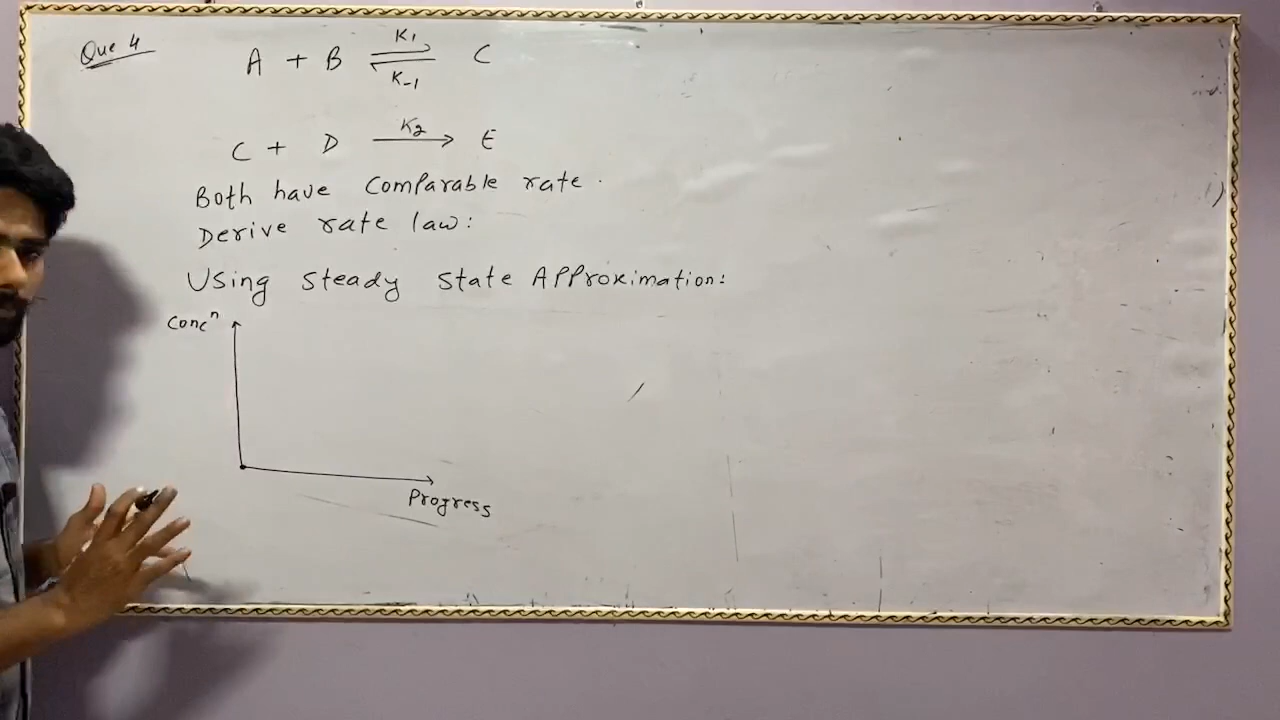 Que 4
A + B ⇌ C
K1
K-1
C + D → E
K2
Both have comparable rate.
Derive rate law:
Using steady state Approximation:
concⁿ
Progress